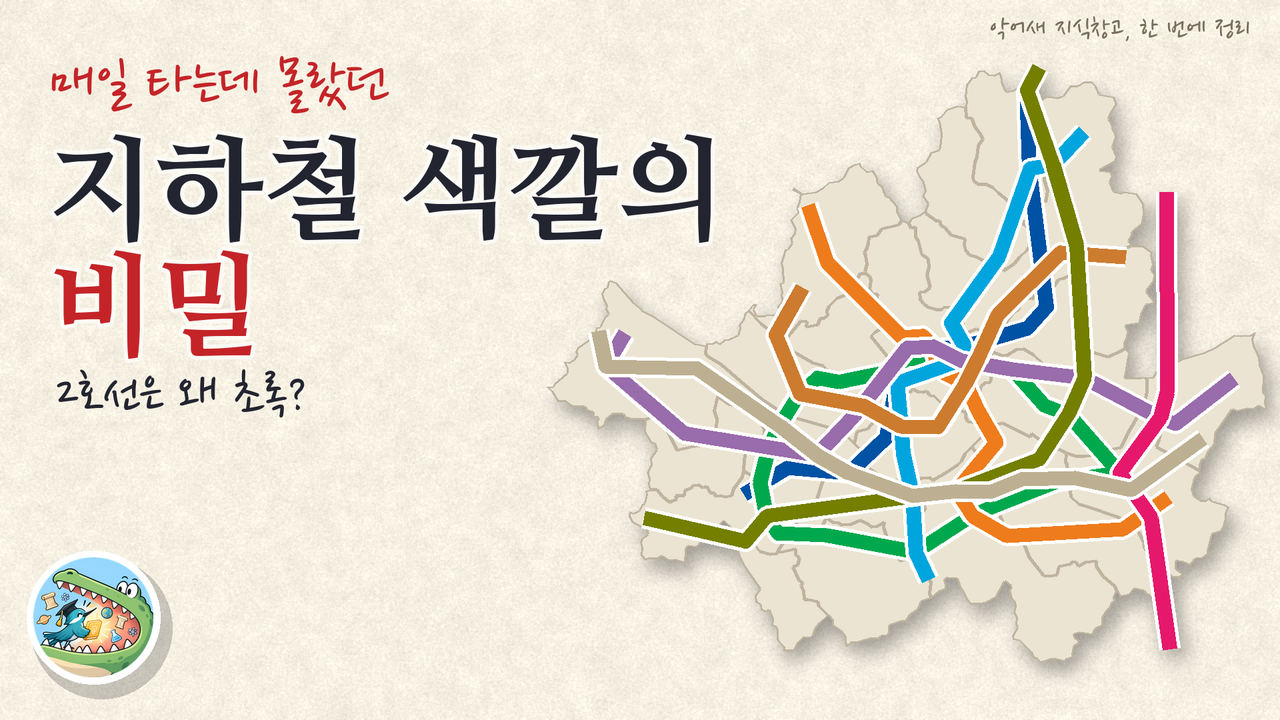 악어새 지식창고, 한 번에 정리
매일 타는데 몰랐던
지하철 색깔의
비밀
2호선은 왜 초록?